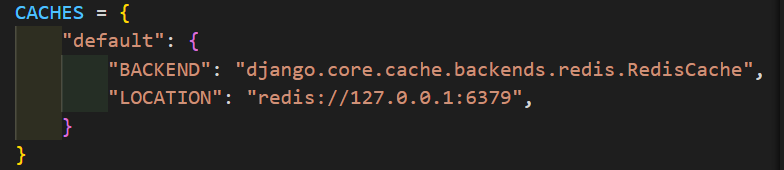 CACHES = {
    "default": {
        "BACKEND": "django.core.cache.backends.redis.RedisCache",
        "LOCATION": "redis://127.0.0.1:6379",
    }
}